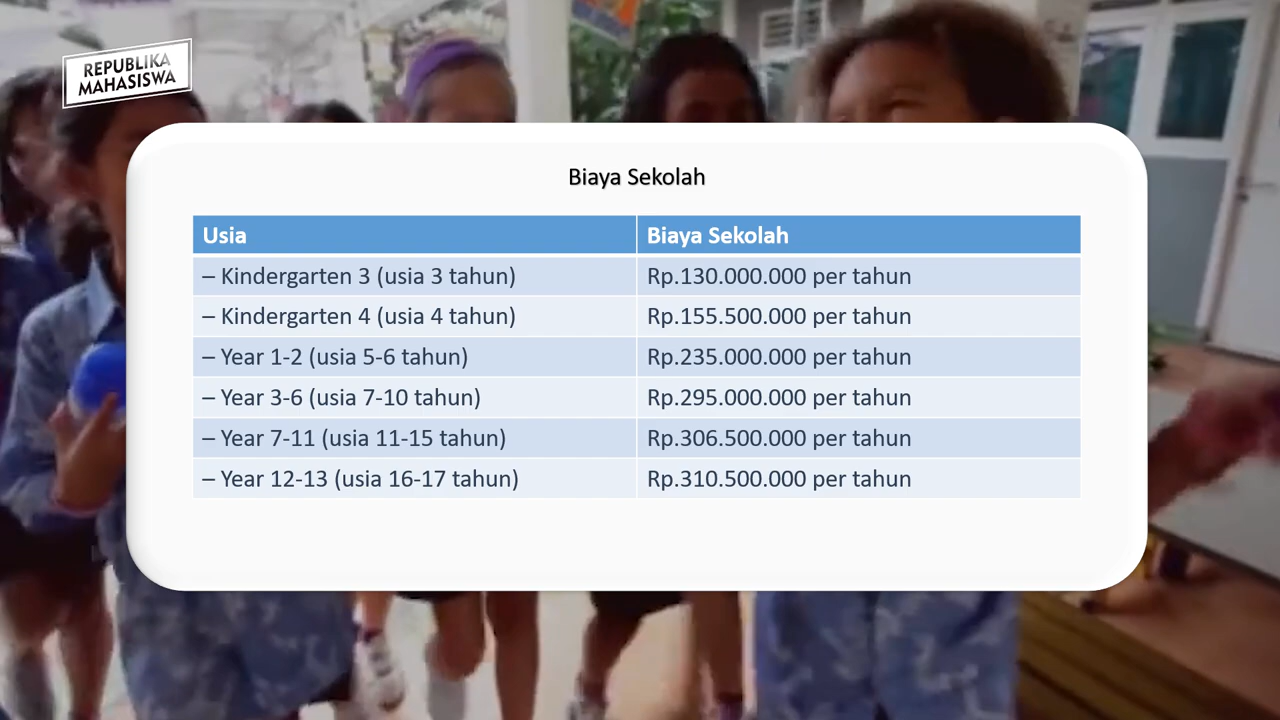 REPUBLIKA
MAHASISWA
Biaya Sekolah
Usia Biaya Sekolah
– Kindergarten 3 (usia 3 tahun) Rp.130.000.000 per tahun
– Kindergarten 4 (usia 4 tahun) Rp.155.500.000 per tahun
– Year 1-2 (usia 5-6 tahun) Rp.235.000.000 per tahun
– Year 3-6 (usia 7-10 tahun) Rp.295.000.000 per tahun
– Year 7-11 (usia 11-15 tahun) Rp.306.500.000 per tahun
– Year 12-13 (usia 16-17 tahun) Rp.310.500.000 per tahun